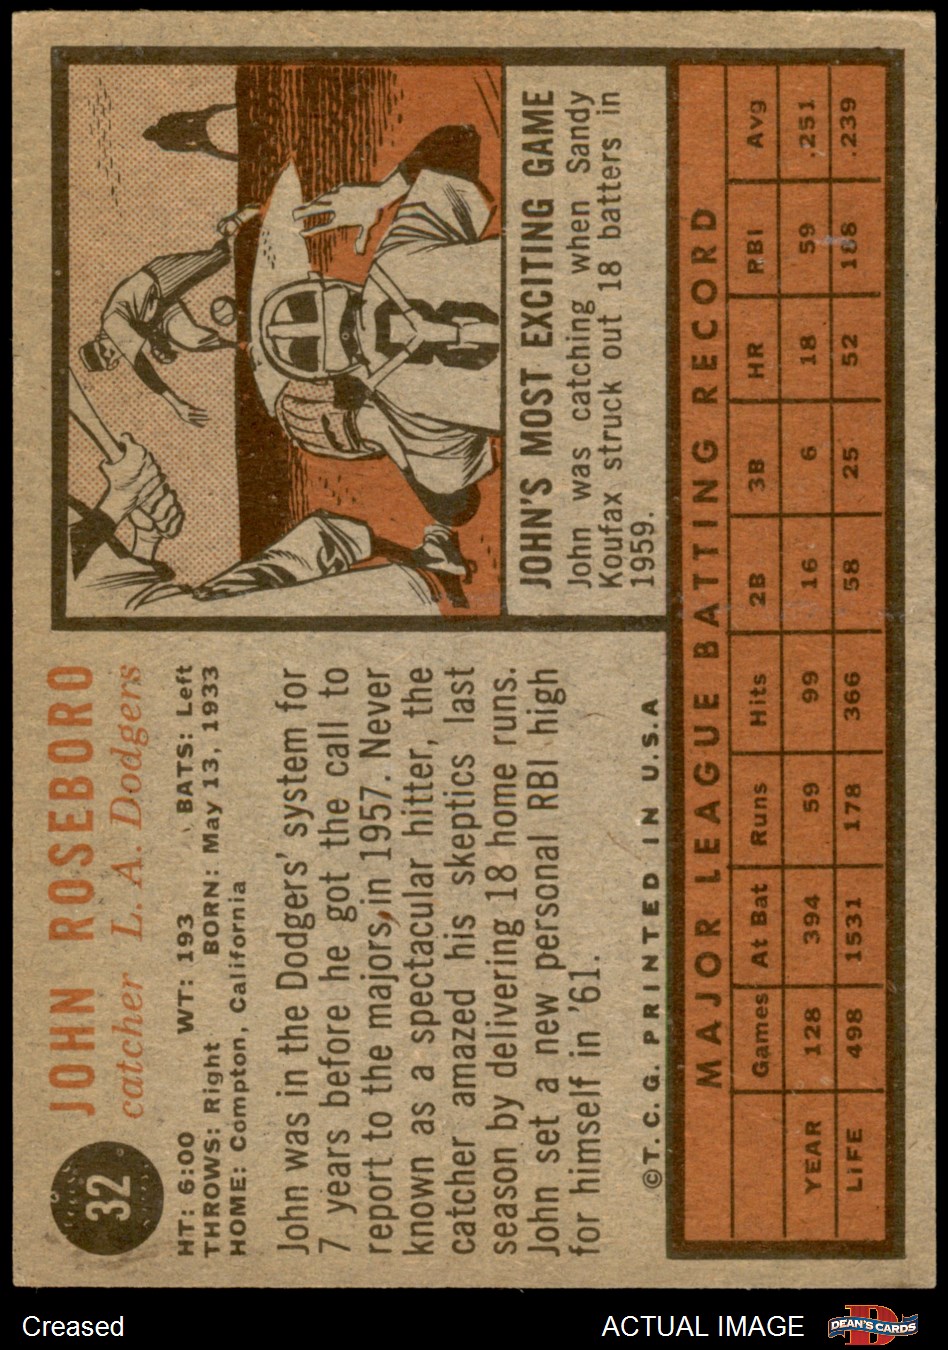 32
JOHN ROSEBORO
catcher L. A. Dodgers
HT: 6:00 WT: 193 BATS: Left
THROWS: Right BORN: May 13, 1933
HOME: Compton, California
John was in the Dodgers' system for
7 years before he got the call to
report to the majors, in 1957. Never
known as a spectacular hitter, the
catcher amazed his skeptics last
season by delivering 18 home runs.
John set a new personal RBI high
for himself in '61.
JOHN'S MOST EXCITING GAME
John was catching when Sandy
Koufax struck out 18 batters in
1959.
©T. C. G. PRINTED IN U.S.A
MAJOR LEAGUE BATTING RECORD
Games At Bat Runs Hits 2B 3B HR RBI Avg
YEAR 128 394 59 99 16 6 18 59 .251
LIFE 498 1531 178 366 58 25 52 188 .239
Creased
ACTUAL IMAGE
D
DEAN'S CARDS